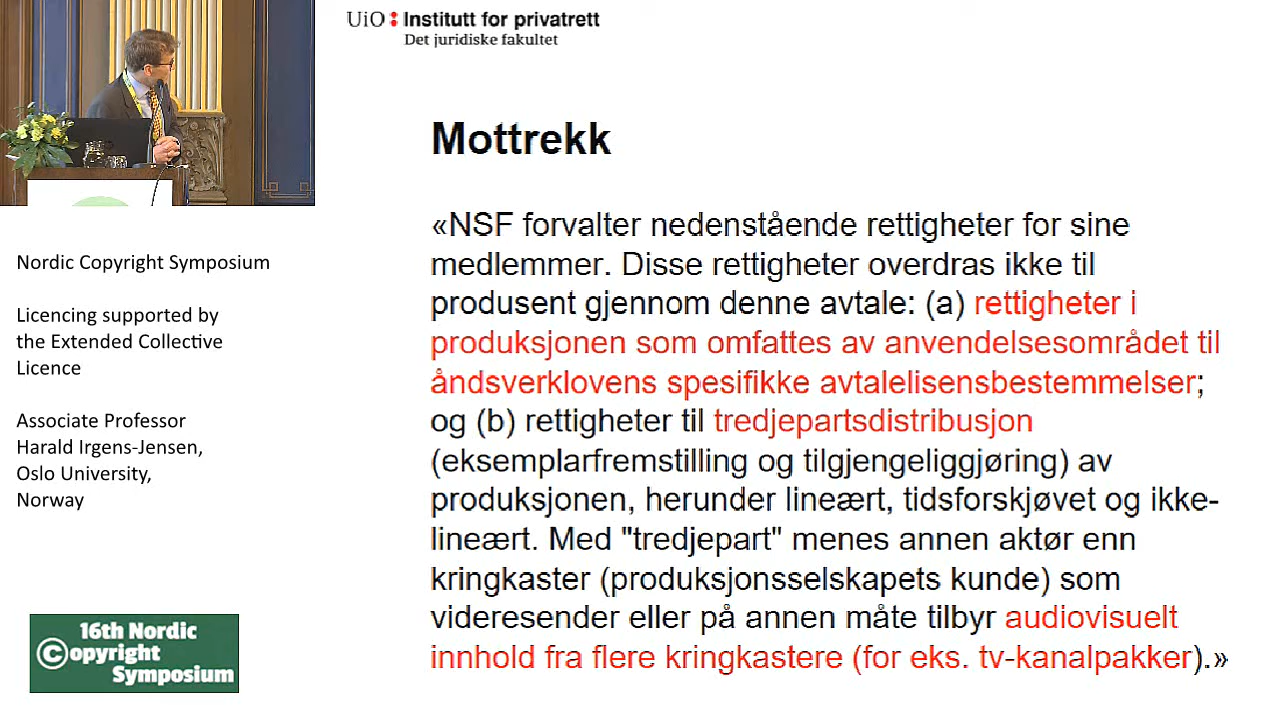 UiO Institutt for privatrett
Det juridiske fakultet
Mottrekk
«NSF forvalter nedenstående rettigheter for sine
medlemmer. Disse rettigheter overdras ikke til
produsent gjennom denne avtale: (a) rettigheter i
produksjonen som omfattes av anvendelsesområdet til
åndsverklovens spesifikke avtalelisensbestemmelser;
og (b) rettigheter til tredjepartsdistribusjon
(eksemplarfremstilling og tilgjengeliggjøring) av
produksjonen, herunder lineært, tidsforskjøvet og ikke-
lineært. Med "tredjepart" menes annen aktør enn
kringkaster (produksjonsselskapets kunde) som
videresender eller på annen måte tilbyr audiovisuelt
innhold fra flere kringkastere (for eks. tv-kanalpakker).»
Nordic Copyright Symposium
Licencing supported by
the Extended Collective
Licence
Associate Professor
Harald Irgens-Jensen,
Oslo University,
Norway
16th Nordic
©opyright
Symposium